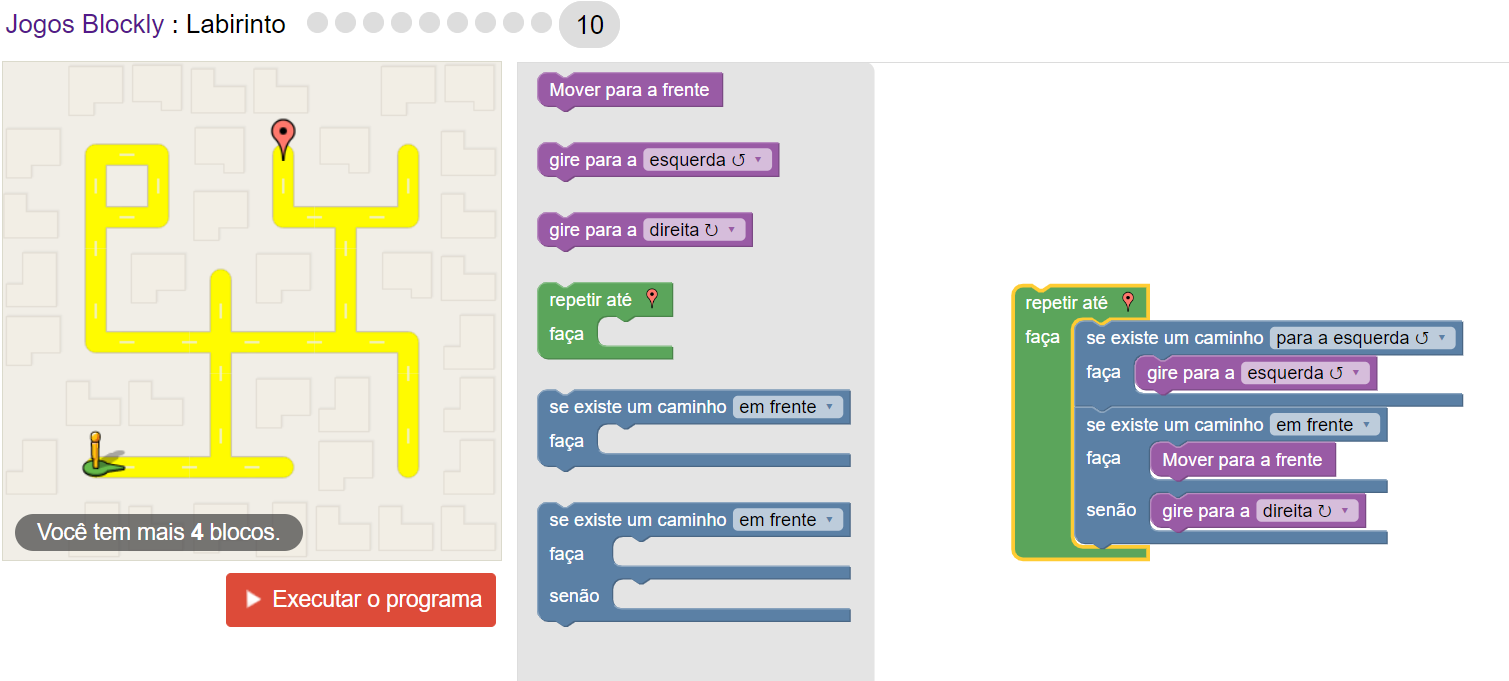 Jogos Blockly : Labirinto 10
Você tem mais 4 blocos.
Executar o programa
Mover para a frente
gire para a esquerda ↺ ▾
gire para a direita ↻ ▾
repetir até
faça
se existe um caminho em frente ▾
faça
se existe um caminho em frente ▾
faça
senão
repetir até
faça se existe um caminho para a esquerda ↺ ▾
faça gire para a esquerda ↺ ▾
se existe um caminho em frente ▾
faça Mover para a frente
senão gire para a direita ↻ ▾